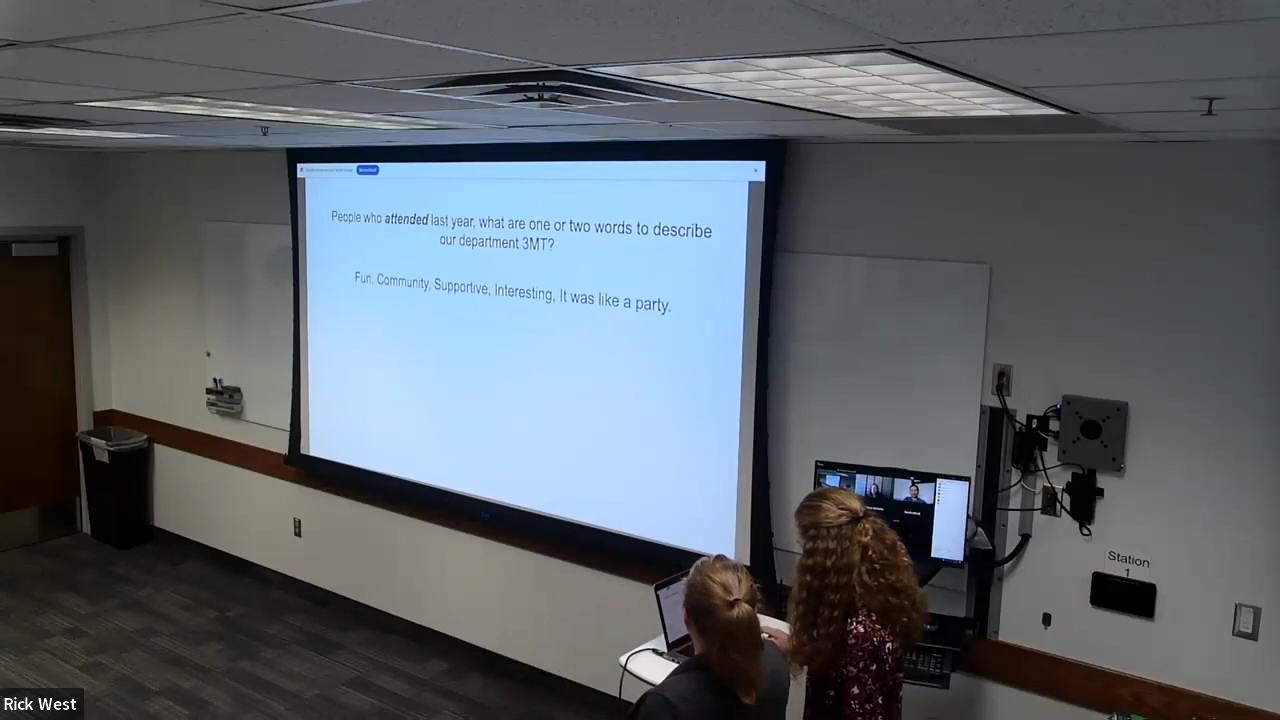 People who attended last year, what are one or two words to describe
our department 3MT?
Fun, Community, Supportive, Interesting, It was like a party.
Station
1
Rick West